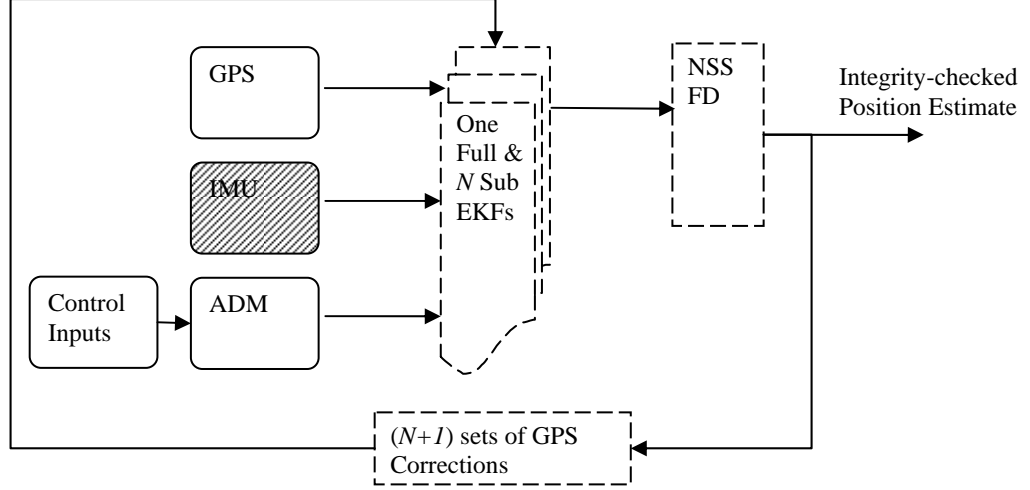 GPS
NSS
FD
Integrity-checked
Position Estimate
One
Full &
N Sub
EKFs
IMU
Control
Inputs
ADM
(N+1) sets of GPS
Corrections